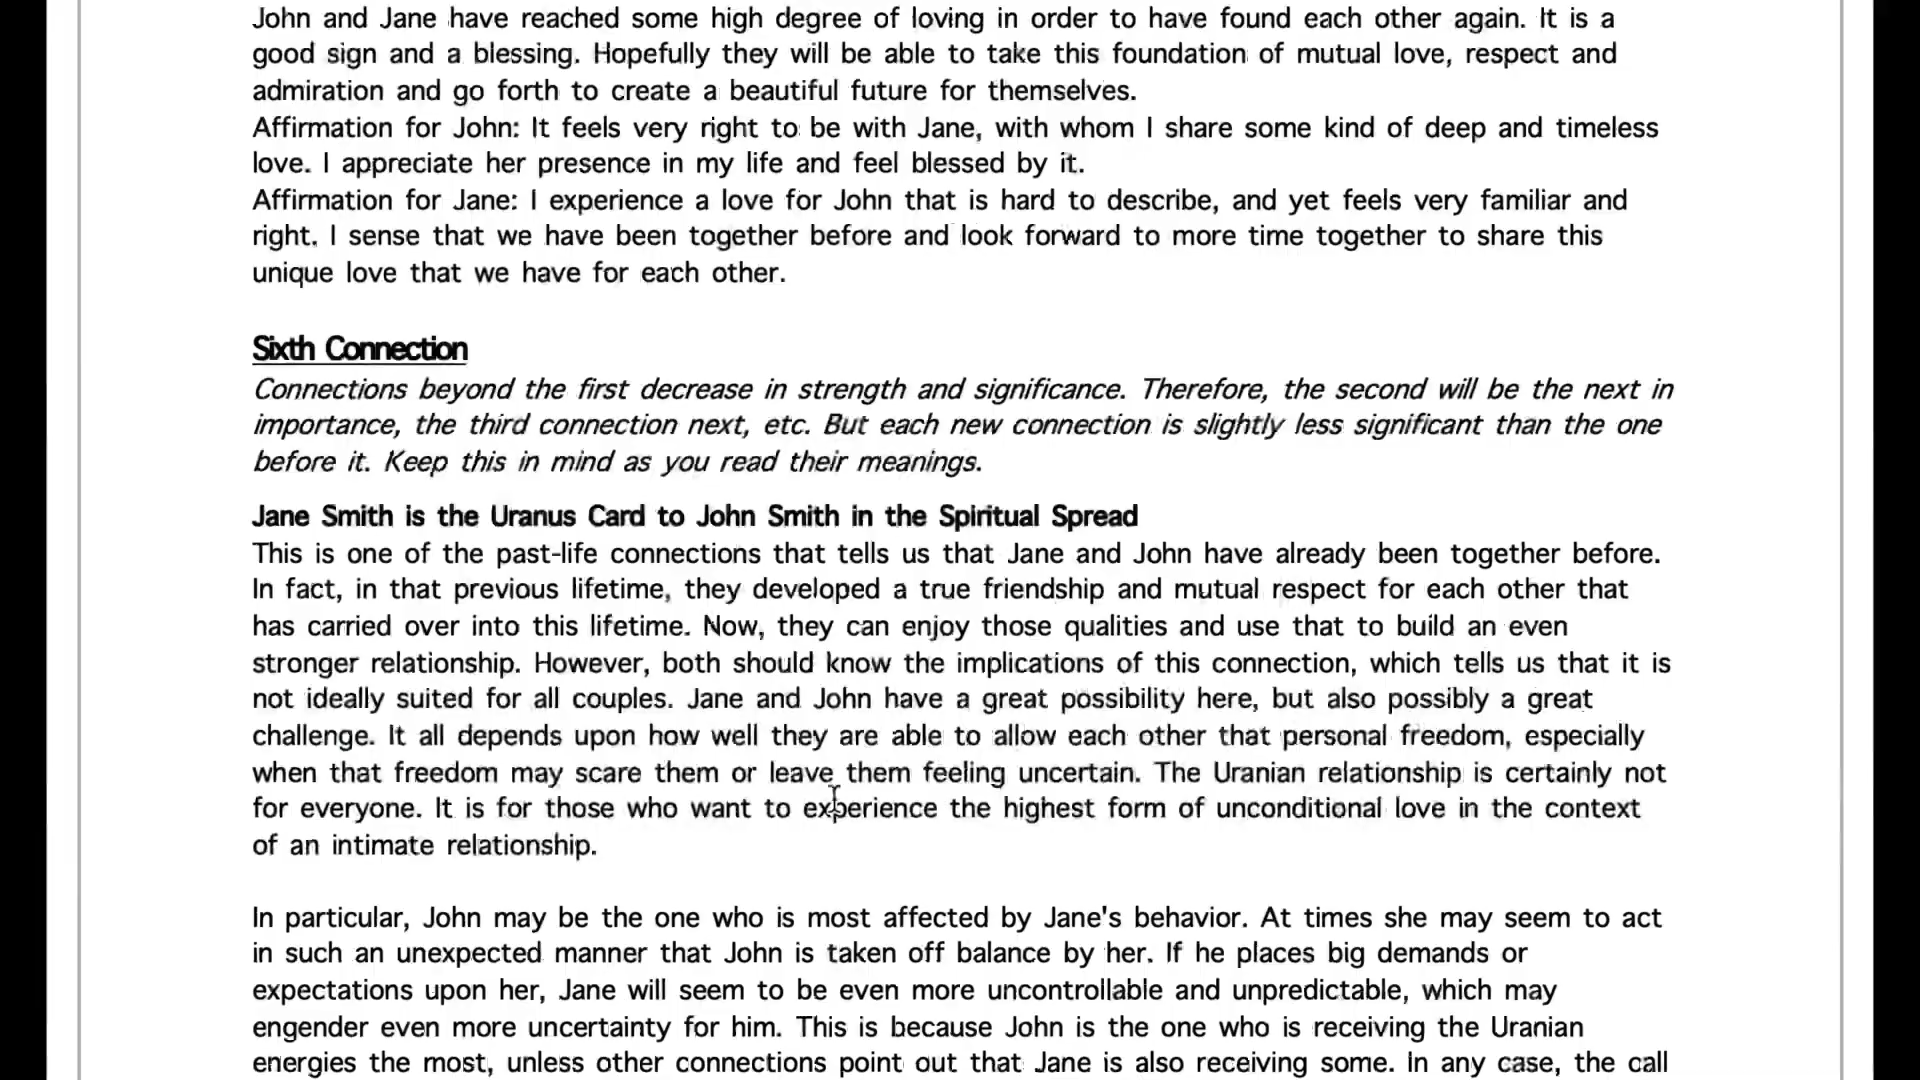 John and Jane have reached some high degree of loving in order to have found each other again. It is a
good sign and a blessing. Hopefully they will be able to take this foundation of mutual love, respect and
admiration and go forth to create a beautiful future for themselves.
Affirmation for John: It feels very right to be with Jane, with whom I share some kind of deep and timeless
love. I appreciate her presence in my life and feel blessed by it.
Affirmation for Jane: I experience a love for John that is hard to describe, and yet feels very familiar and
right. I sense that we have been together before and look forward to more time together to share this
unique love that we have for each other.
Sixth Connection
Connections beyond the first decrease in strength and significance. Therefore, the second will be the next in
importance, the third connection next, etc. But each new connection is slightly less significant than the one
before it. Keep this in mind as you read their meanings.
Jane Smith is the Uranus Card to John Smith in the Spiritual Spread
This is one of the past-life connections that tells us that Jane and John have already been together before.
In fact, in that previous lifetime, they developed a true friendship and mutual respect for each other that
has carried over into this lifetime. Now, they can enjoy those qualities and use that to build an even
stronger relationship. However, both should know the implications of this connection, which tells us that it is
not ideally suited for all couples. Jane and John have a great possibility here, but also possibly a great
challenge. It all depends upon how well they are able to allow each other that personal freedom, especially
when that freedom may scare them or leave them feeling uncertain. The Uranian relationship is certainly not
for everyone. It is for those who want to experience the highest form of unconditional love in the context
of an intimate relationship.
In particular, John may be the one who is most affected by Jane's behavior. At times she may seem to act
in such an unexpected manner that John is taken off balance by her. If he places big demands or
expectations upon her, Jane will seem to be even more uncontrollable and unpredictable, which may
engender even more uncertainty for him. This is because John is the one who is receiving the Uranian
energies the most, unless other connections point out that Jane is also receiving some. In any case, the call